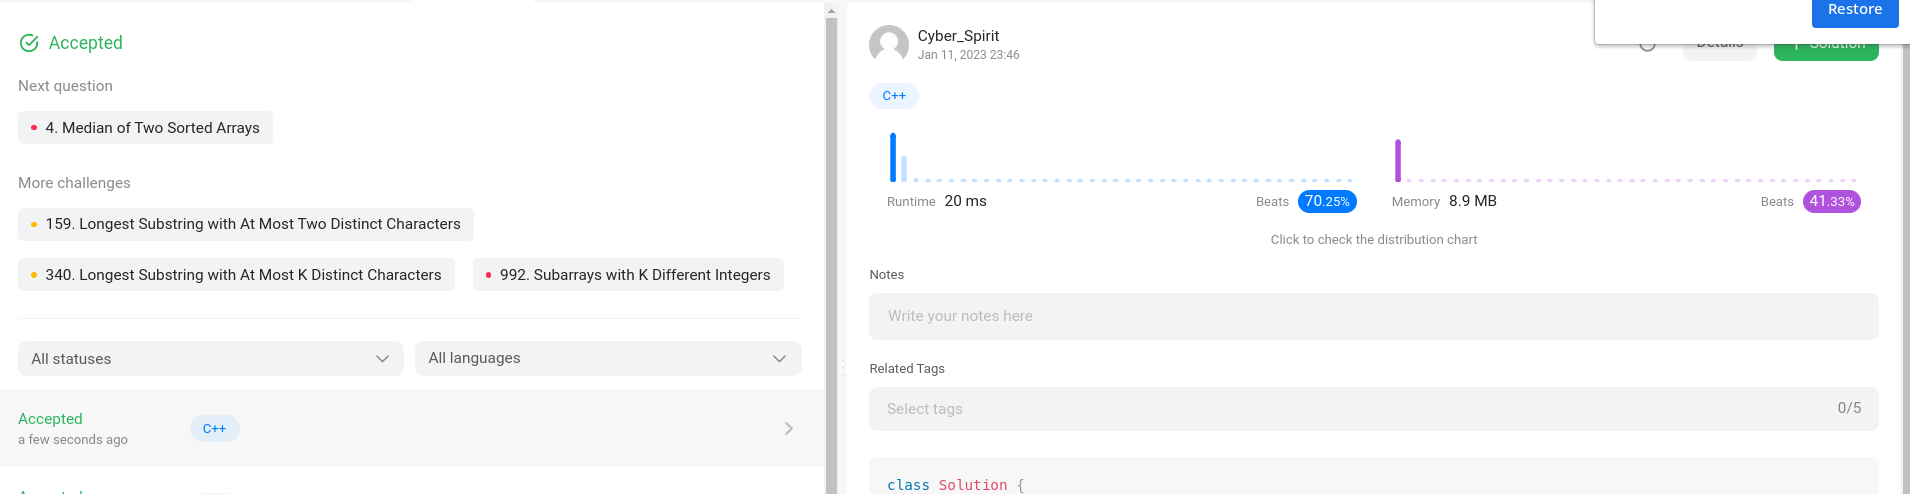 Accepted
Next question
4. Median of Two Sorted Arrays
More challenges
159. Longest Substring with At Most Two Distinct Characters
340. Longest Substring with At Most K Distinct Characters
992. Subarrays with K Different Integers
All statuses
All languages
Accepted
a few seconds ago
C++
Restore
Cyber_Spirit
Jan 11, 2023 23:46
Details
Solution
C++
Runtime 20 ms
Beats 70.25%
Memory 8.9 MB
Beats 41.33%
Click to check the distribution chart
Notes
Write your notes here
Related Tags
Select tags
0/5
class Solution {